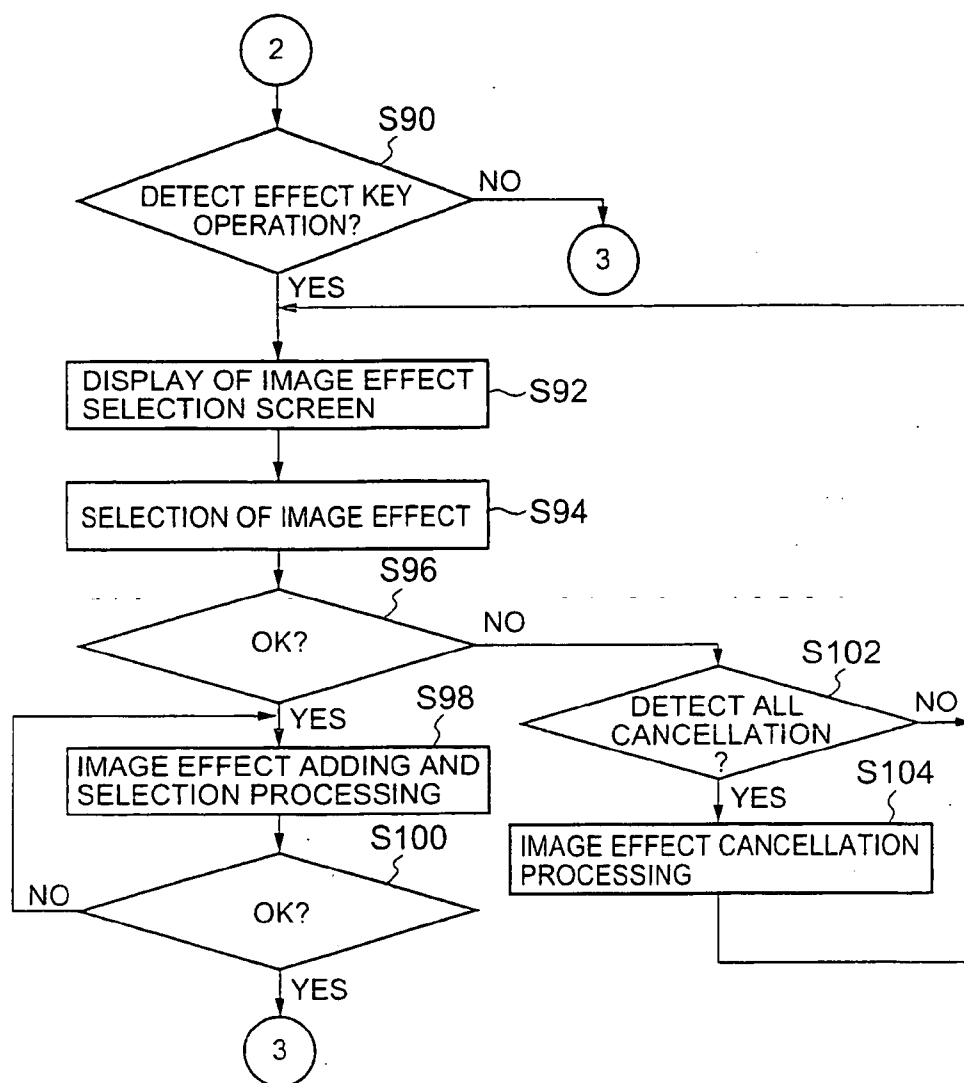 2
S90
DETECT EFFECT KEY
OPERATION?
NO
3
YES
DISPLAY OF IMAGE EFFECT
SELECTION SCREEN
S92
SELECTION OF IMAGE EFFECT
S94
S96
OK?
NO
YES
S102
DETECT ALL
CANCELLATION
?
NO
YES
S98
IMAGE EFFECT ADDING AND
SELECTION PROCESSING
S104
IMAGE EFFECT CANCELLATION
PROCESSING
S100
OK?
NO
YES
3